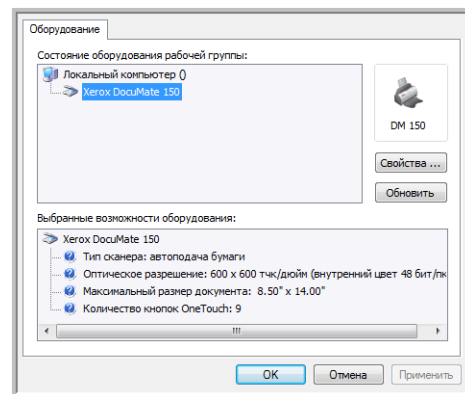 Оборудование
Состояние оборудования рабочей группы:
Локальный компьютер ()
Xerox DocuMate 150
DM 150
Свойства ...
Обновить
Выбранные возможности оборудования:
Xerox DocuMate 150
Тип сканера: автоподача бумаги
Оптическое разрешение: 600 x 600 тчк/дюйм (внутренний цвет 48 бит/пк
Максимальный размер документа: 8.50" x 14.00"
Количество кнопок OneTouch: 9
OK
Отмена
Применить